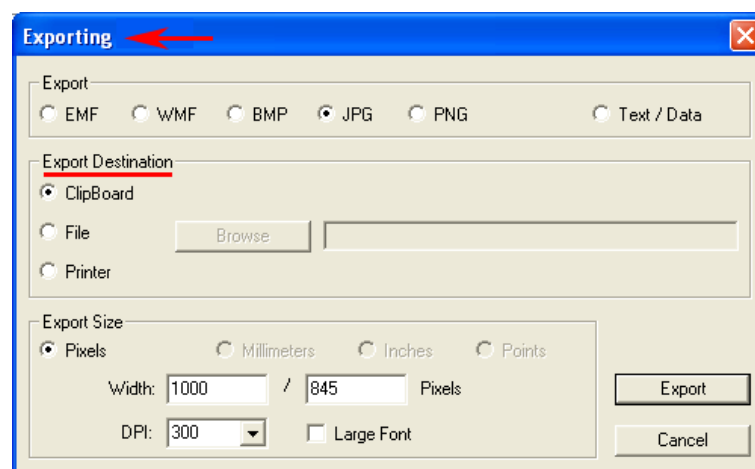 Exporting
Export
EMF WMF BMP JPG PNG Text / Data
Export Destination
ClipBoard
File Browse
Printer
Export Size
Pixels Millimeters Inches Points
Width: 1000 / 845 Pixels Export
DPI: 300 Large Font Cancel